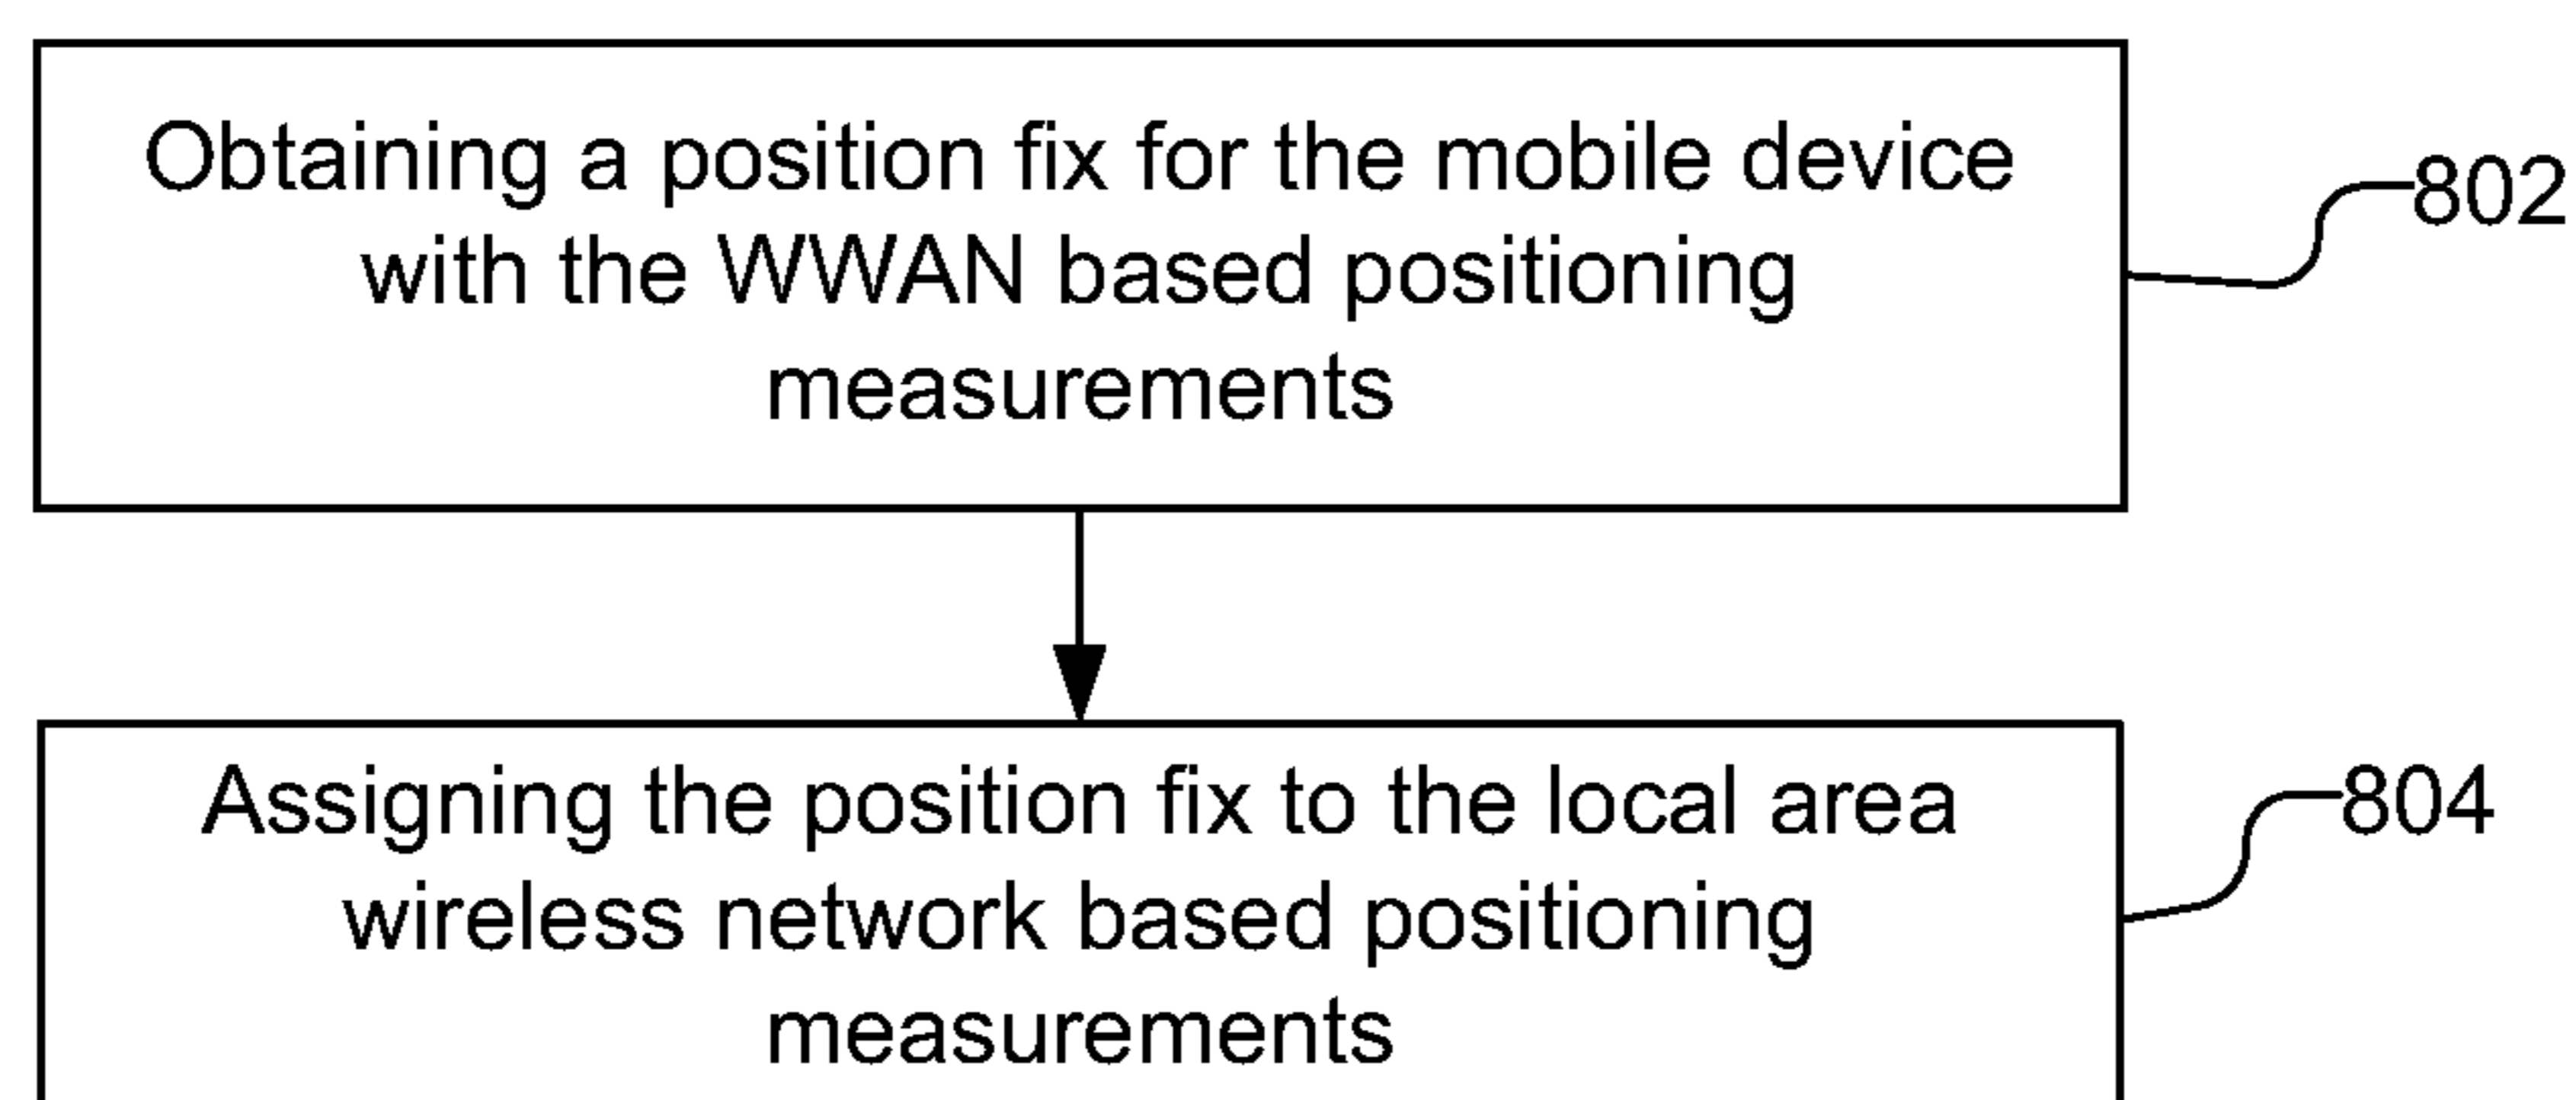 Obtaining a position fix for the mobile device
with the WWAN based positioning
measurements
802
Assigning the position fix to the local area
wireless network based positioning
measurements
804